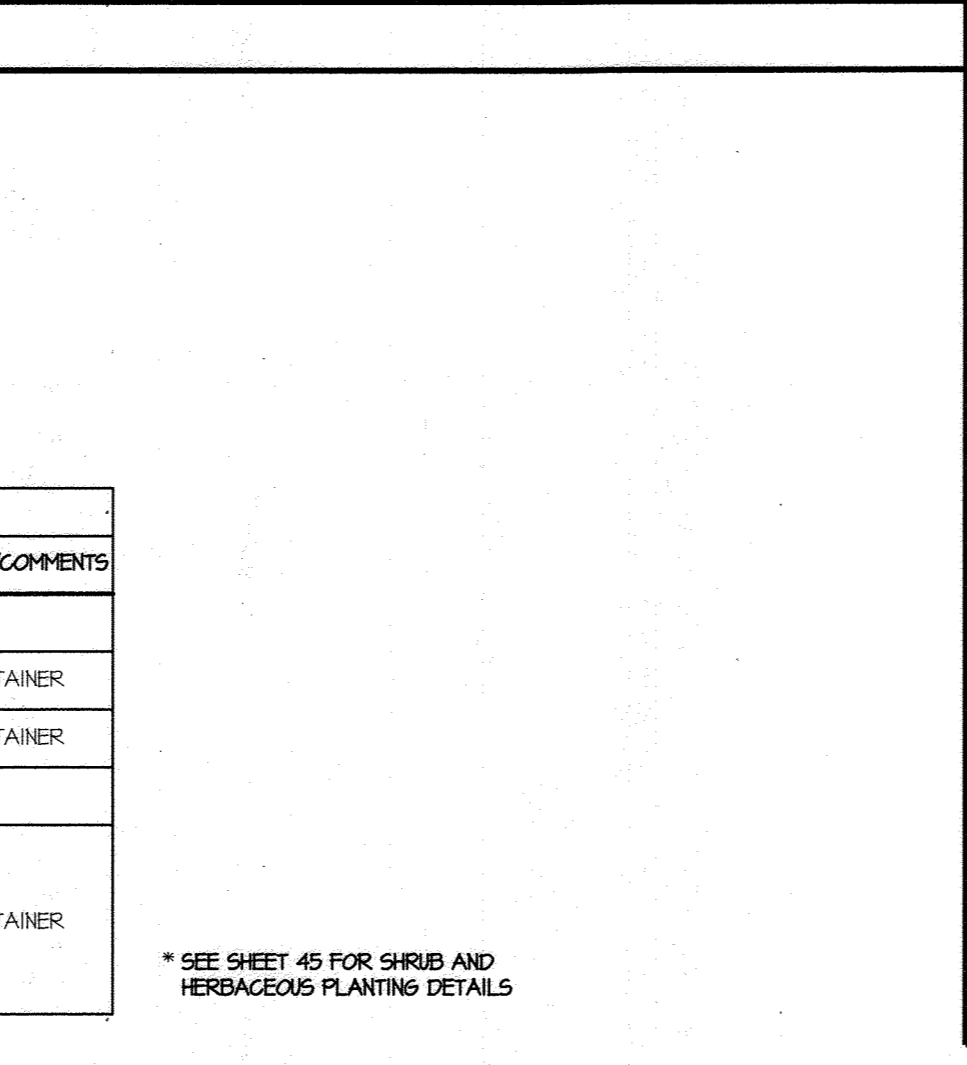 COMMENTS
TAINER
TAINER
TAINER
* SEE SHEET 45 FOR SHRUB AND
HERBACEOUS PLANTING DETAILS